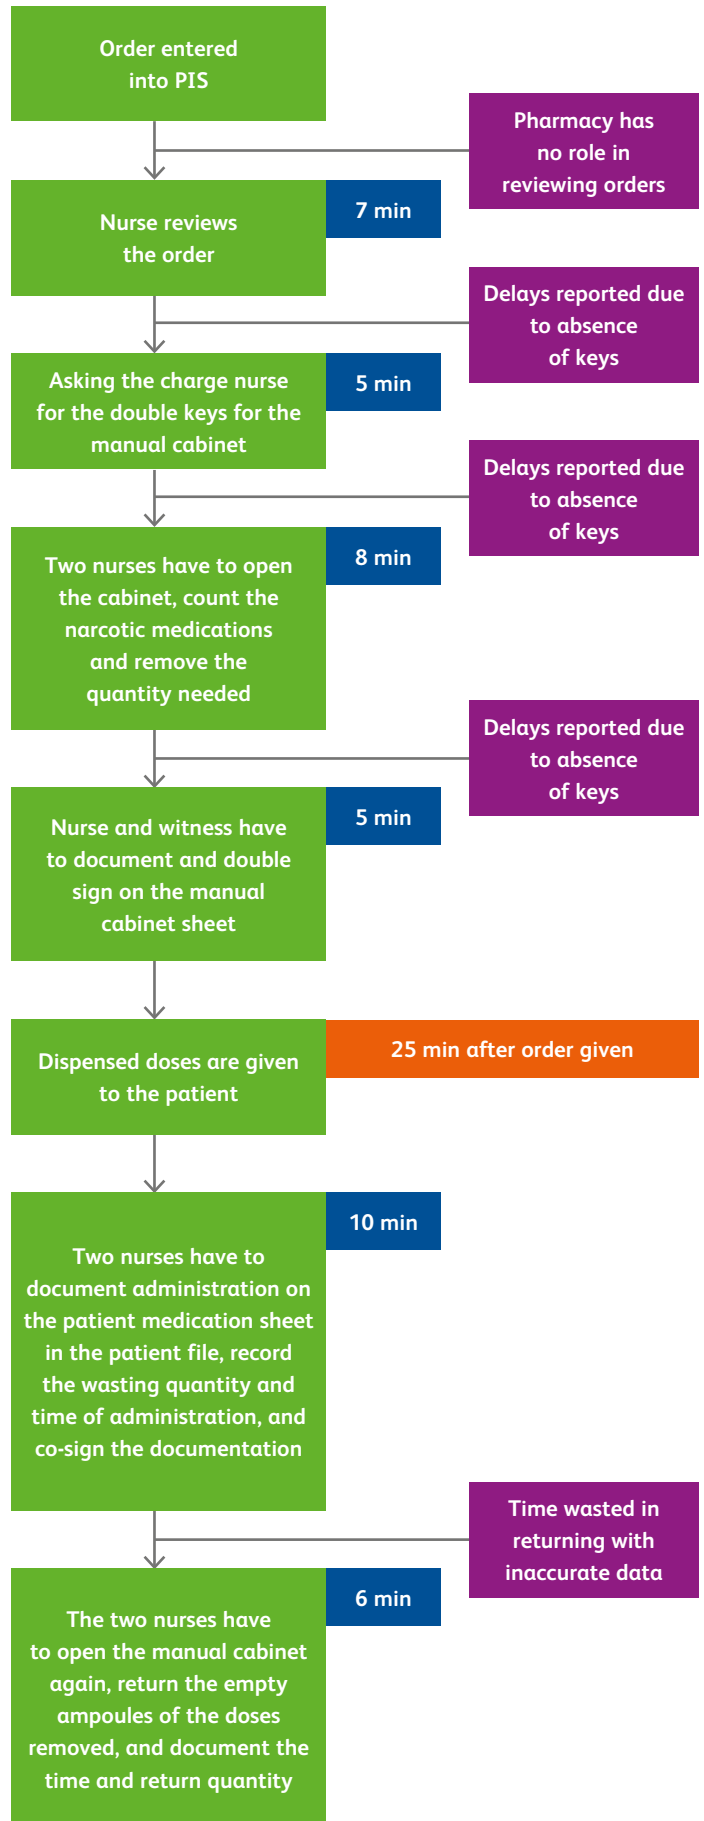 Order entered
into PIS
Pharmacy has
no role in
reviewing orders
Nurse reviews
the order
7 min
Delays reported due
to absence
of keys
Asking the charge nurse
for the double keys for the
manual cabinet
5 min
Delays reported due
to absence
of keys
Two nurses have to open
the cabinet, count the
narcotic medications
and remove the
quantity needed
8 min
Delays reported due
to absence
of keys
Nurse and witness have
to document and double
sign on the manual
cabinet sheet
5 min
Dispensed doses are given
to the patient
25 min after order given
Two nurses have to
document administration on
the patient medication sheet
in the patient file, record
the wasting quantity and
time of administration, and
co-sign the documentation
10 min
Time wasted in
returning with
inaccurate data
The two nurses have
to open the manual cabinet
again, return the empty
ampoules of the doses
removed, and document the
time and return quantity
6 min